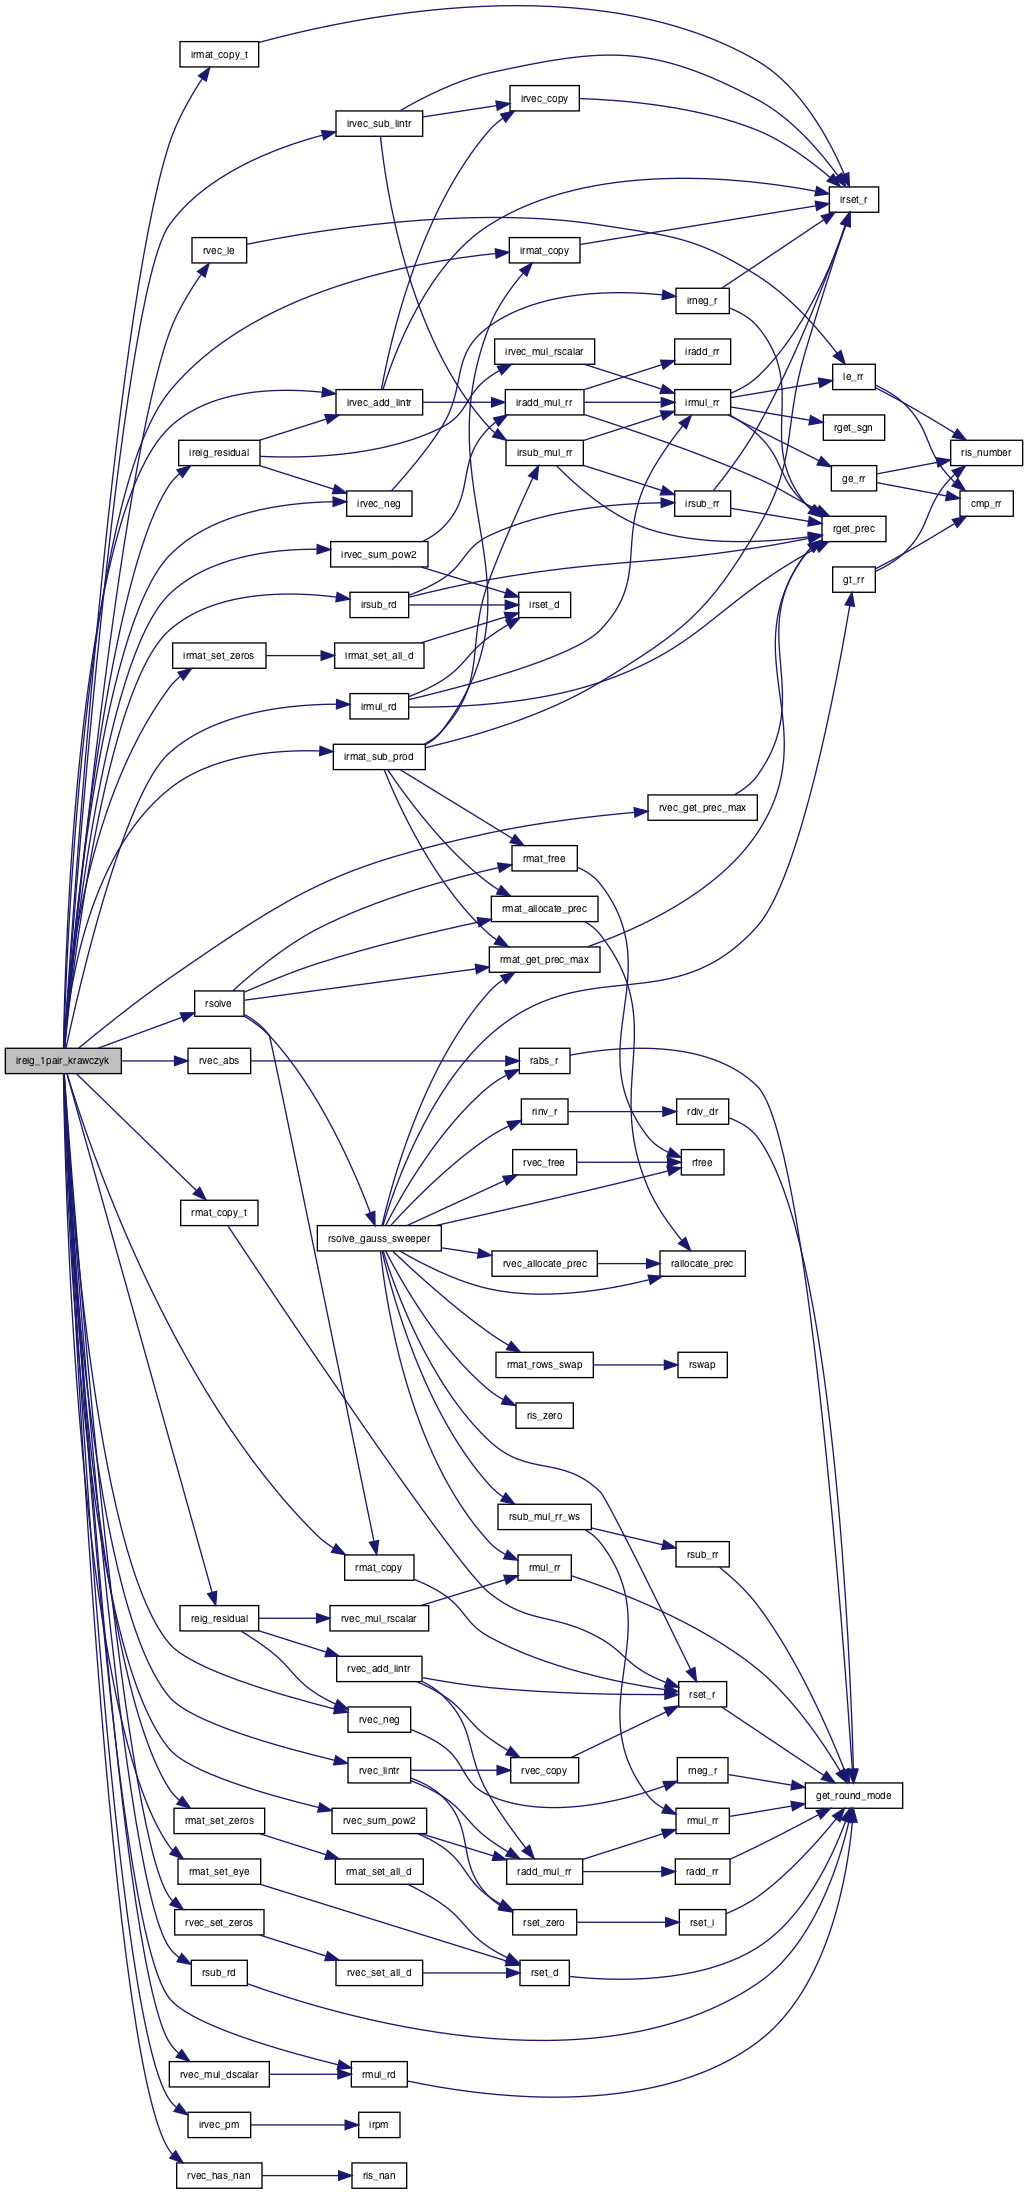 irmat_copy_t
irvec_copy
irvec_sub_lintr
irset_r
rvec_le
irmat_copy
irneg_r
irvec_mul_rscalar
iradd_rr
le_rr
irvec_add_lintr
iradd_mul_rr
irmul_rr
rget_sgn
ireig_residual
irsub_mul_rr
ris_number
ge_rr
irvec_neg
irsub_rr
cmp_rr
rget_prec
irvec_sum_pow2
gt_rr
irsub_rd
irset_d
irmat_set_zeros
irmat_set_all_d
irmul_rd
irmat_sub_prod
rvec_get_prec_max
rmat_free
rmat_allocate_prec
rmat_get_prec_max
rsolve
ireig_1pair_krawczyk
rvec_abs
rabs_r
rinv_r
rdiv_dr
rvec_free
rfree
rmat_copy_t
rsolve_gauss_sweeper
rvec_allocate_prec
rallocate_prec
rmat_rows_swap
rswap
ris_zero
rsub_mul_rr_ws
rsub_rr
rmat_copy
rmul_rr
reig_residual
rvec_mul_rscalar
rvec_add_lintr
rset_r
rvec_neg
rvec_lintr
rvec_copy
rneg_r
get_round_mode
rmat_set_zeros
rvec_sum_pow2
rmul_rr
rmat_set_eye
rmat_set_all_d
radd_mul_rr
radd_rr
rvec_set_zeros
rset_zero
rset_i
rsub_rd
rvec_set_all_d
rset_d
rvec_mul_dscalar
rmul_rd
irvec_pm
irpm
rvec_has_nan
ris_nan